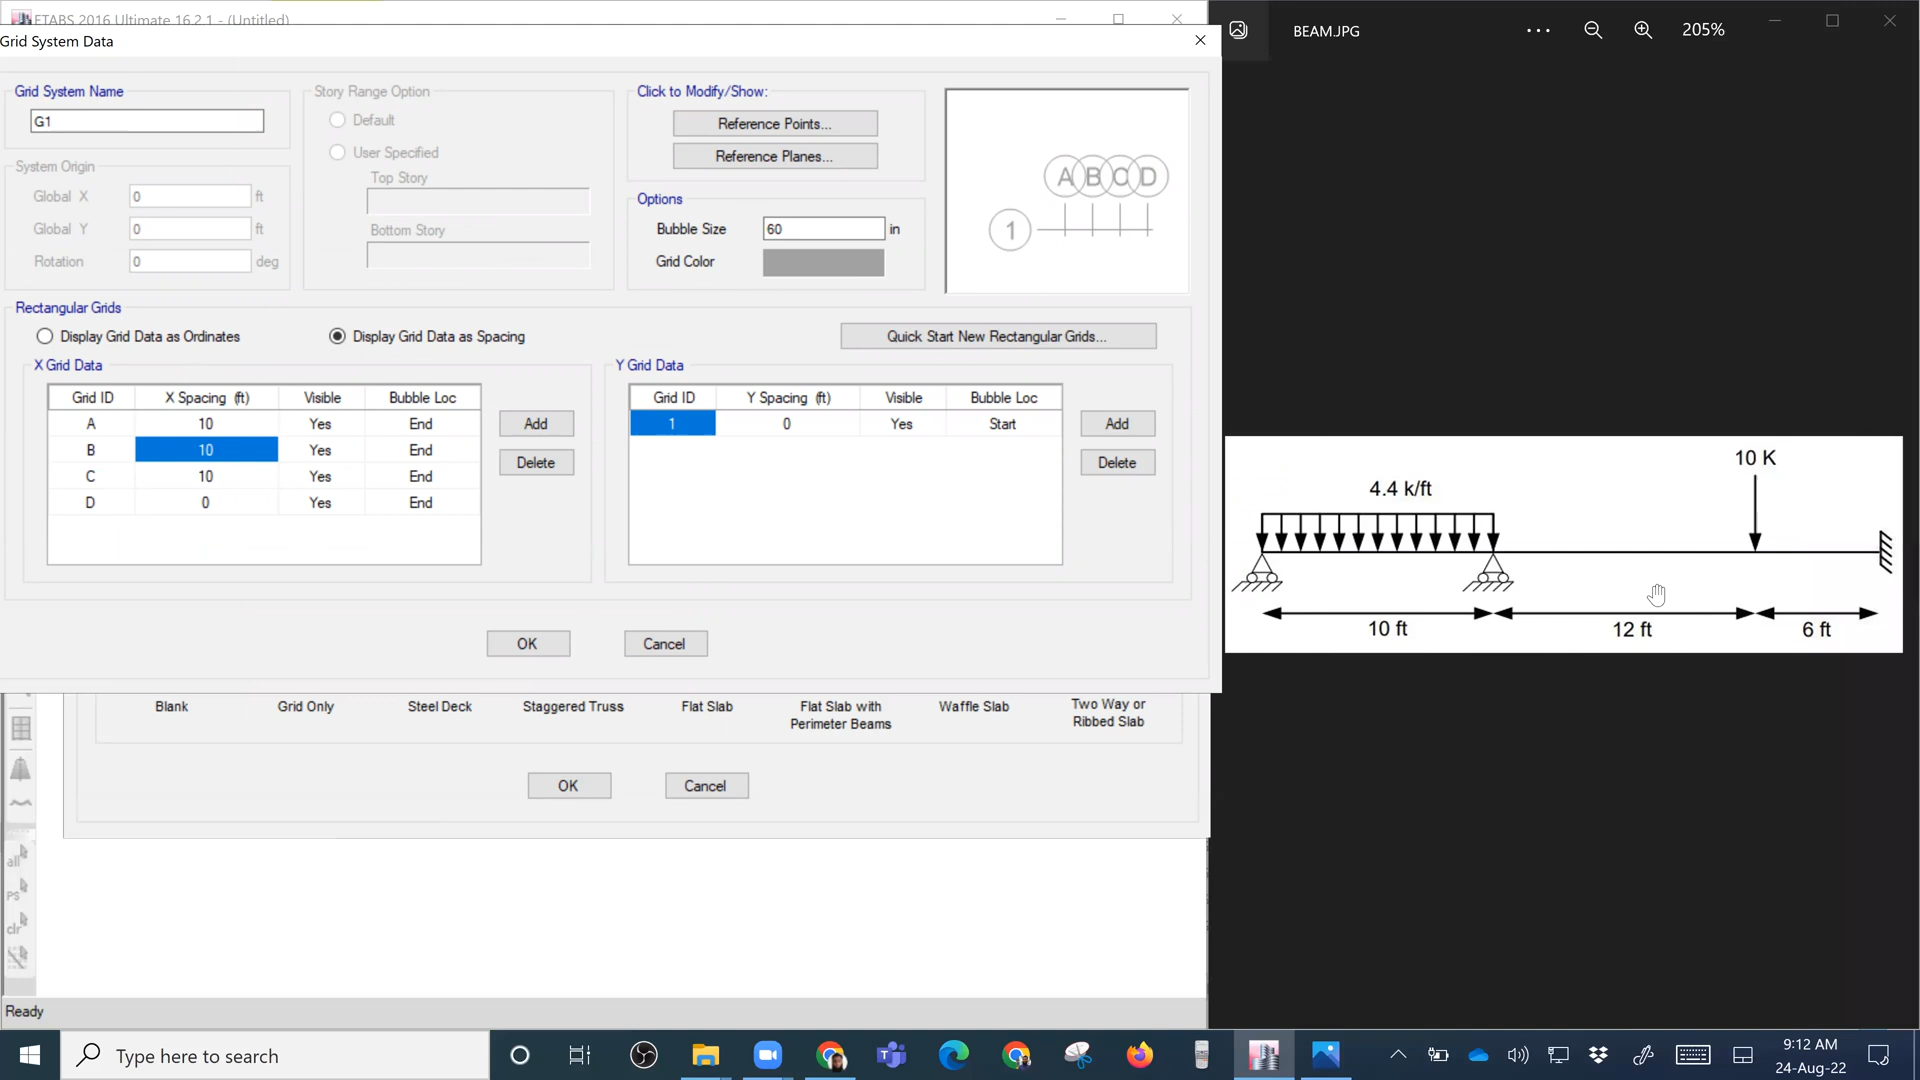 ETABS 2016 Ultimate 16.2.1 - (Untitled)
Grid System Data
Grid System Name
G1
System Origin
Global X 0 ft
Global Y 0 ft
Rotation 0 deg
Story Range Option
Default
User Specified
Top Story
Bottom Story
Click to Modify/Show:
Reference Points...
Reference Planes...
Options
Bubble Size 60 in
Grid Color
A B C D
1
Rectangular Grids
Display Grid Data as Ordinates
Display Grid Data as Spacing
Quick Start New Rectangular Grids...
X Grid Data
Grid ID X Spacing (ft) Visible Bubble Loc
A 10 Yes End
B 10 Yes End
C 10 Yes End
D 0 Yes End
Add
Delete
Y Grid Data
Grid ID Y Spacing (ft) Visible Bubble Loc
1 0 Yes Start
Add
Delete
OK
Cancel
Blank
Grid Only
Steel Deck
Staggered Truss
Flat Slab
Flat Slab with
Perimeter Beams
Waffle Slab
Two Way or
Ribbed Slab
OK
Cancel
all
PS
clr
Ready
BEAM.JPG
205%
10 K
4.4 k/ft
10 ft
12 ft
6 ft
Type here to search
9:12 AM
24-Aug-22